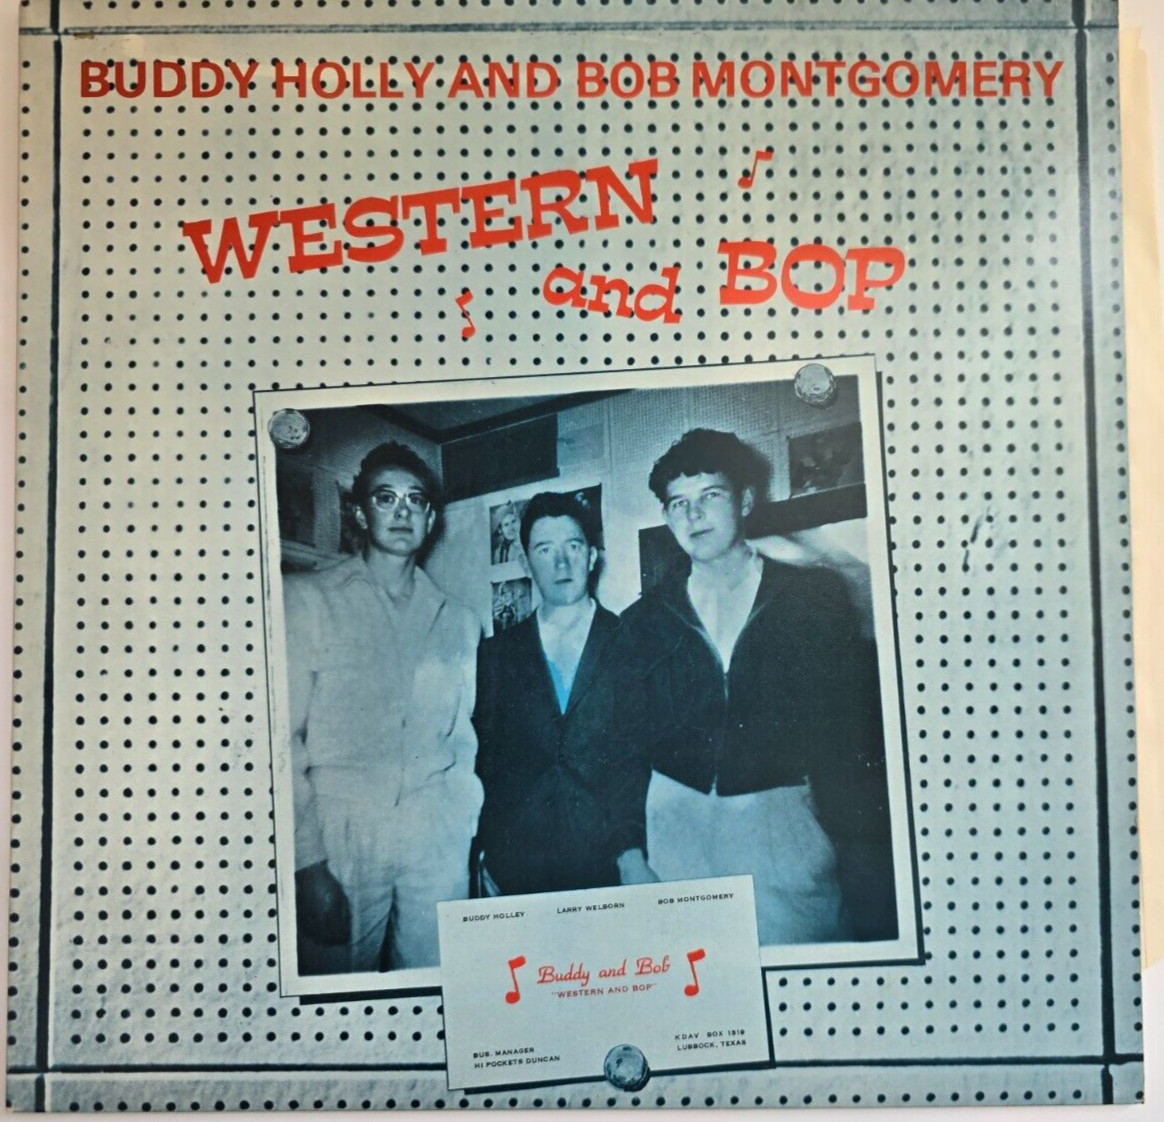 BUDDY HOLLY AND BOB MONTGOMERY
WESTERN
and BOP
BUDDY HOLLEY LARRY WELBORN BOB MONTGOMERY
Buddy and Bob
"WESTERN AND BOP"
BUS. MANAGER
HI POCKETS DUNCAN
KDAV BOX 1319
LUBBOCK, TEXAS